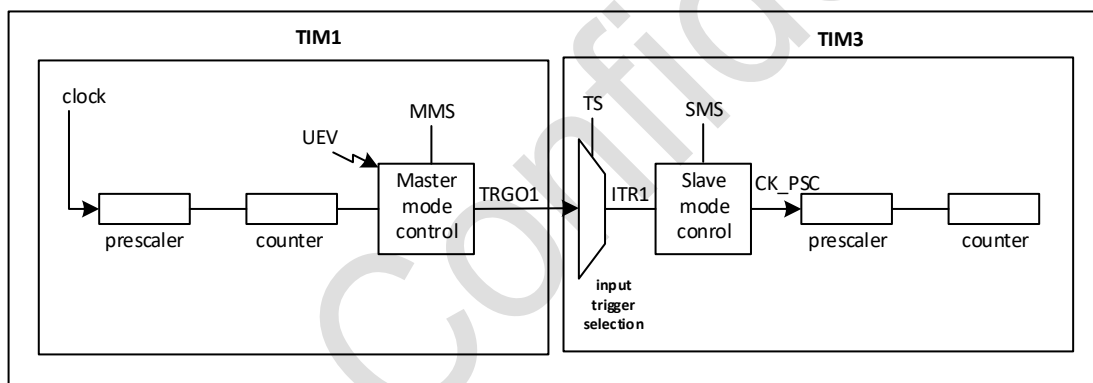 TIM1
TIM3
clock
MMS
UEV
Master
mode
control
TRGO1
prescaler
counter
TS
ITR1
SMS
Slave
mode
conrol
CK_PSC
prescaler
counter
input
trigger
selection